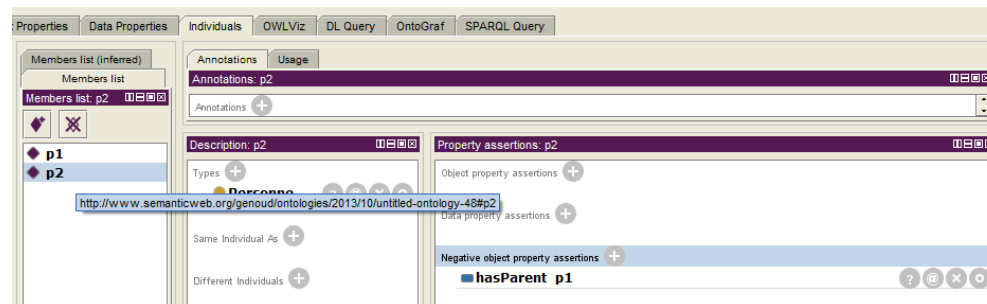 Properties Data Properties Individuals OWLViz DL Query OntoGraf SPARQL Query
Members list (inferred)
Members list
Members list: p2
p1
p2
Annotations Usage
Annotations: p2
Annotations
Description: p2
Types
Personne
http://www.semanticweb.org/genoud/ontologies/2013/10/untitled-ontology-48#p2
Same Individual As
Different Individuals
Property assertions: p2
Object property assertions
Data property assertions
Negative object property assertions
hasParent p1